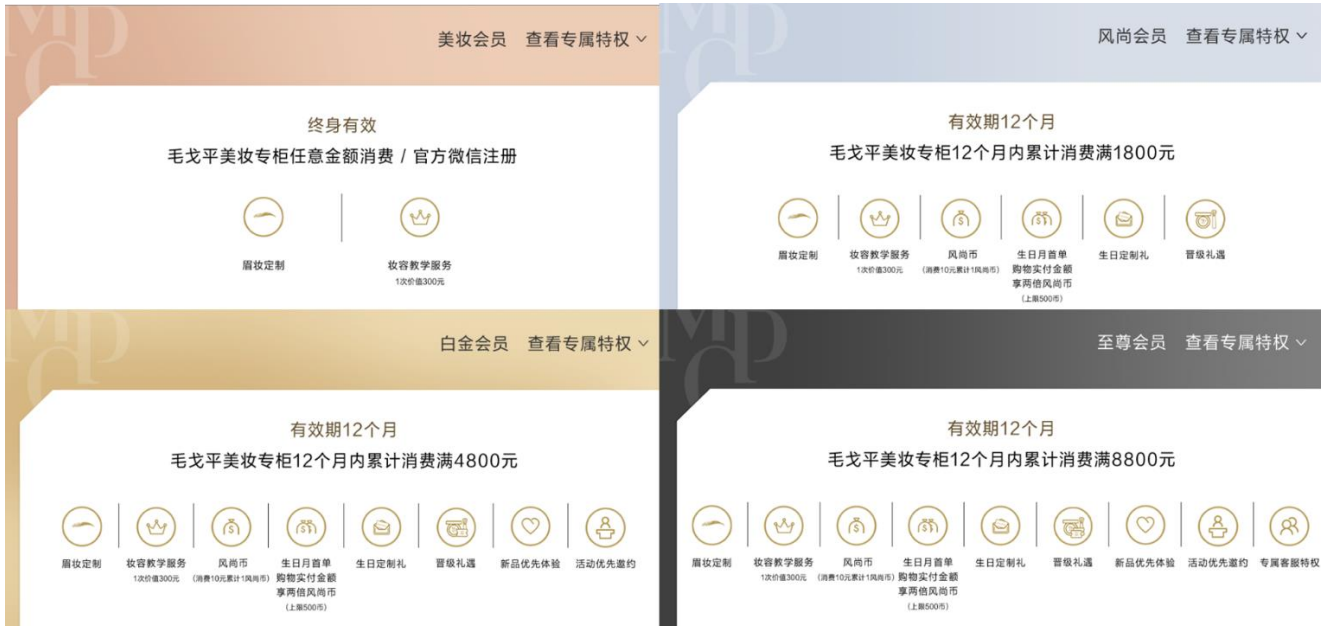 MDC
美妆会员 查看专属特权
终身有效
毛戈平美妆专柜任意金额消费 / 官方微信注册
眉妆定制
妆容教学服务
1次价值300元
风尚会员 查看专属特权
有效期12个月
毛戈平美妆专柜12个月内累计消费满1800元
眉妆定制
妆容教学服务
1次价值300元
风尚币
(消费10元累计1风尚币)
生日月首单
购物实付金额
享两倍风尚币
(上限500币)
生日定制礼
晋级礼遇
白金会员 查看专属特权
有效期12个月
毛戈平美妆专柜12个月内累计消费满4800元
眉妆定制
妆容教学服务
1次价值300元
风尚币
(消费10元累计1风尚币)
生日月首单
购物实付金额
享两倍风尚币
(上限500币)
生日定制礼
晋级礼遇
新品优先体验
活动优先邀约
至尊会员 查看专属特权
有效期12个月
毛戈平美妆专柜12个月内累计消费满8800元
眉妆定制
妆容教学服务
1次价值300元
风尚币
(消费10元累计1风尚币)
生日月首单
购物实付金额
享两倍风尚币
(上限500币)
生日定制礼
晋级礼遇
新品优先体验
活动优先邀约
专属客服特权